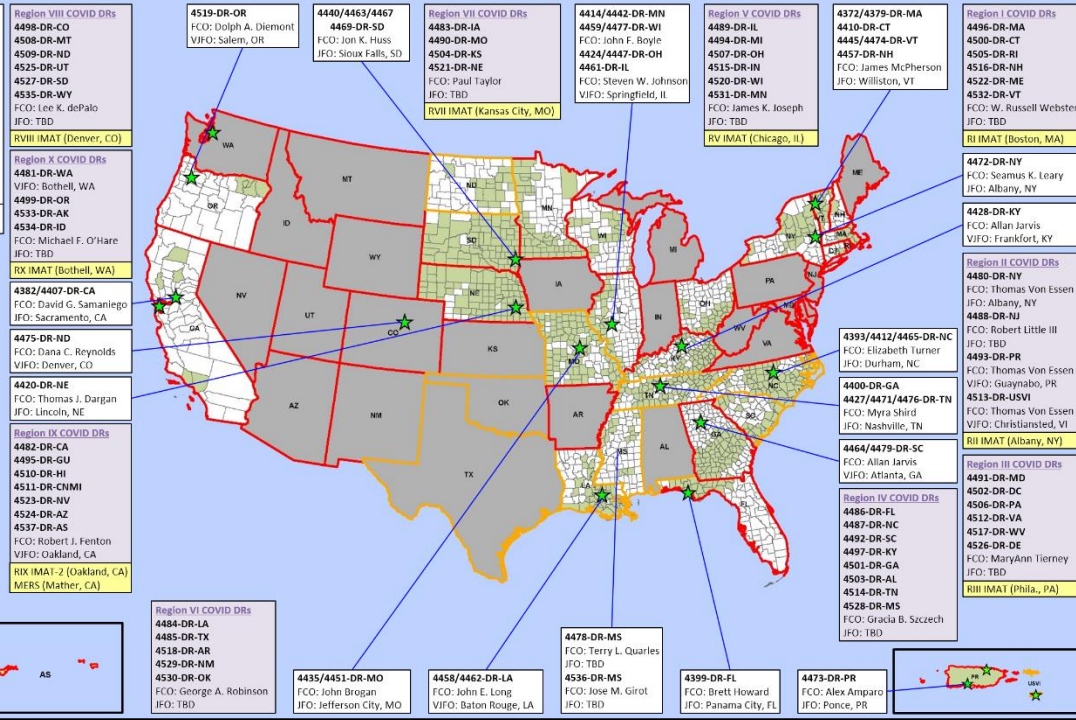 Region VIII COVID DRs
4498-DR-CO
4508-DR-MT
4509-DR-ND
4525-DR-UT
4527-DR-SD
4535-DR-WY
FCO: Lee K. dePalo
JFO: TBD
RVIII IMAT (Denver, CO)
Region X COVID DRs
4481-DR-WA
VJFO: Bothell, WA
4499-DR-OR
4533-DR-AK
4534-DR-ID
FCO: Michael F. O'Hare
JFO: TBD
RX IMAT (Bothell, WA)
4382/4407-DR-CA
FCO: David G. Samaniego
JFO: Sacramento, CA
4475-DR-ND
FCO: Dana C. Reynolds
VJFO: Denver, CO
4420-DR-NE
FCO: Thomas J. Dargan
JFO: Lincoln, NE
Region IX COVID DRs
4482-DR-CA
4495-DR-GU
4510-DR-HI
4511-DR-CNMI
4523-DR-NV
4524-DR-AZ
4537-DR-AS
FCO: Robert J. Fenton
VJFO: Oakland, CA
RIX IMAT-2 (Oakland, CA)
MERS (Mather, CA)
4519-DR-OR
FCO: Dolph A. Diemont
VJFO: Salem, OR
4440/4463/4467
4469-DR-SD
FCO: Jon K. Huss
JFO: Sioux Falls, SD
Region VII COVID DRs
4483-DR-IA
4490-DR-MO
4504-DR-KS
4521-DR-NE
FCO: Paul Taylor
JFO: TBD
RVII IMAT (Kansas City, MO)
4414/4442-DR-MN
4459/4477-DR-WI
FCO: John F. Boyle
4424/4447-DR-OH
4461-DR-IL
FCO: Steven W. Johnson
VJFO: Springfield, IL
Region V COVID DRs
4489-DR-IL
4494-DR-MI
4507-DR-OH
4515-DR-IN
4520-DR-WI
4531-DR-MN
FCO: James K. Joseph
JFO: TBD
RV IMAT (Chicago, IL)
4372/4379-DR-MA
4410-DR-CT
4445/4474-DR-VT
4457-DR-NH
FCO: James McPherson
JFO: Williston, VT
Region I COVID DRs
4496-DR-MA
4500-DR-CT
4505-DR-RI
4516-DR-NH
4522-DR-ME
4532-DR-VT
FCO: W. Russell Webster
JFO: TBD
RI IMAT (Boston, MA)
4472-DR-NY
FCO: Seamus K. Leary
JFO: Albany, NY
4428-DR-KY
FCO: Allan Jarvis
VJFO: Frankfort, KY
Region II COVID DRs
4480-DR-NY
FCO: Thomas Von Essen
JFO: Albany, NY
4488-DR-NJ
FCO: Robert Little III
JFO: TBD
4493-DR-PR
FCO: Thomas Von Essen
VJFO: Guaynabo, PR
4513-DR-USVI
FCO: Thomas Von Essen
VJFO: Christiansted, VI
RII IMAT (Albany, NY)
4393/4412/4465-DR-NC
FCO: Elizabeth Turner
JFO: Durham, NC
4400-DR-GA
4427/4471/4476-DR-TN
FCO: Myra Shird
JFO: Nashville, TN
4464/4479-DR-SC
FCO: Allan Jarvis
VJFO: Atlanta, GA
Region IV COVID DRs
4486-DR-FL
4487-DR-NC
4492-DR-SC
4497-DR-KY
4501-DR-GA
4503-DR-AL
4514-DR-TN
4528-DR-MS
FCO: Gracia B. Szczech
JFO: TBD
Region III COVID DRs
4491-DR-MD
4502-DR-DC
4506-DR-PA
4512-DR-VA
4517-DR-WV
4526-DR-DE
FCO: MaryAnn Tierney
JFO: TBD
RIII IMAT (Phila., PA)
WA
MT
ND
MN
ME
OR
ID
SD
WI
VT
NH
NY
MA
CT
RI
WY
MI
NE
IA
PA
NJ
NV
UT
CO
IL
IN
OH
WV
MD
VA
CA
KS
MO
KY
AZ
NM
OK
AR
TN
NC
SC
TX
LA
MS
AL
GA
FL
Region VI COVID DRs
4484-DR-LA
4485-DR-TX
4518-DR-AR
4529-DR-NM
4530-DR-OK
FCO: George A. Robinson
JFO: TBD
4435/4451-DR-MO
FCO: John Brogan
JFO: Jefferson City, MO
4458/4462-DR-LA
FCO: John E. Long
VJFO: Baton Rouge, LA
4478-DR-MS
FCO: Terry L. Quarles
JFO: TBD
4536-DR-MS
FCO: Jose M. Girot
JFO: TBD
4399-DR-FL
FCO: Brett Howard
JFO: Panama City, FL
4473-DR-PR
FCO: Alex Amparo
JFO: Ponce, PR
AS
PR
USVI